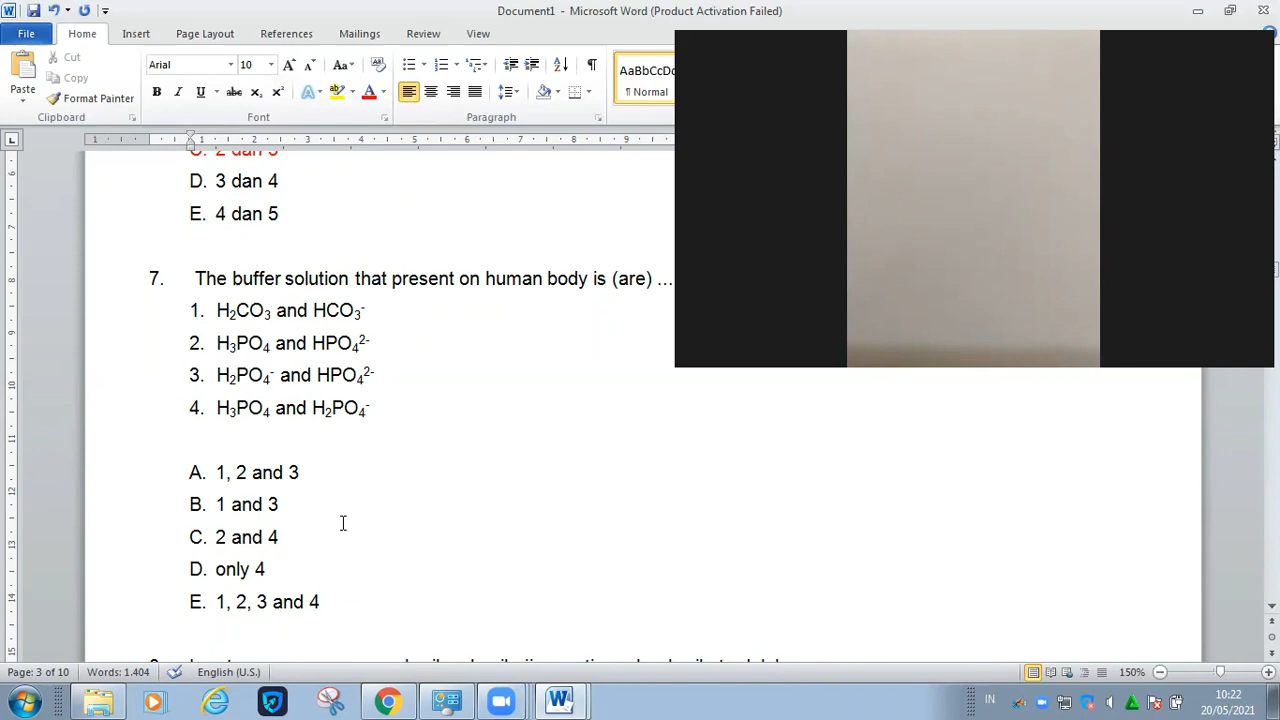 Document1 - Microsoft Word (Product Activation Failed)
File Home Insert Page Layout References Mailings Review View
Cut
Copy
Format Painter
Paste
Clipboard
Arial 10
Font
Paragraph
AaBbCcDc
¶ Normal
C. 2 dan 3
D. 3 dan 4
E. 4 dan 5
7. The buffer solution that present on human body is (are) …
1. H₂CO₃ and HCO₃⁻
2. H₃PO₄ and HPO₄²⁻
3. H₂PO₄⁻ and HPO₄²⁻
4. H₃PO₄ and H₂PO₄⁻
A. 1, 2 and 3
B. 1 and 3
C. 2 and 4
D. only 4
E. 1, 2, 3 and 4
Page: 3 of 10 Words: 1.404 English (U.S.) 150%
IN 10:22
20/05/2021